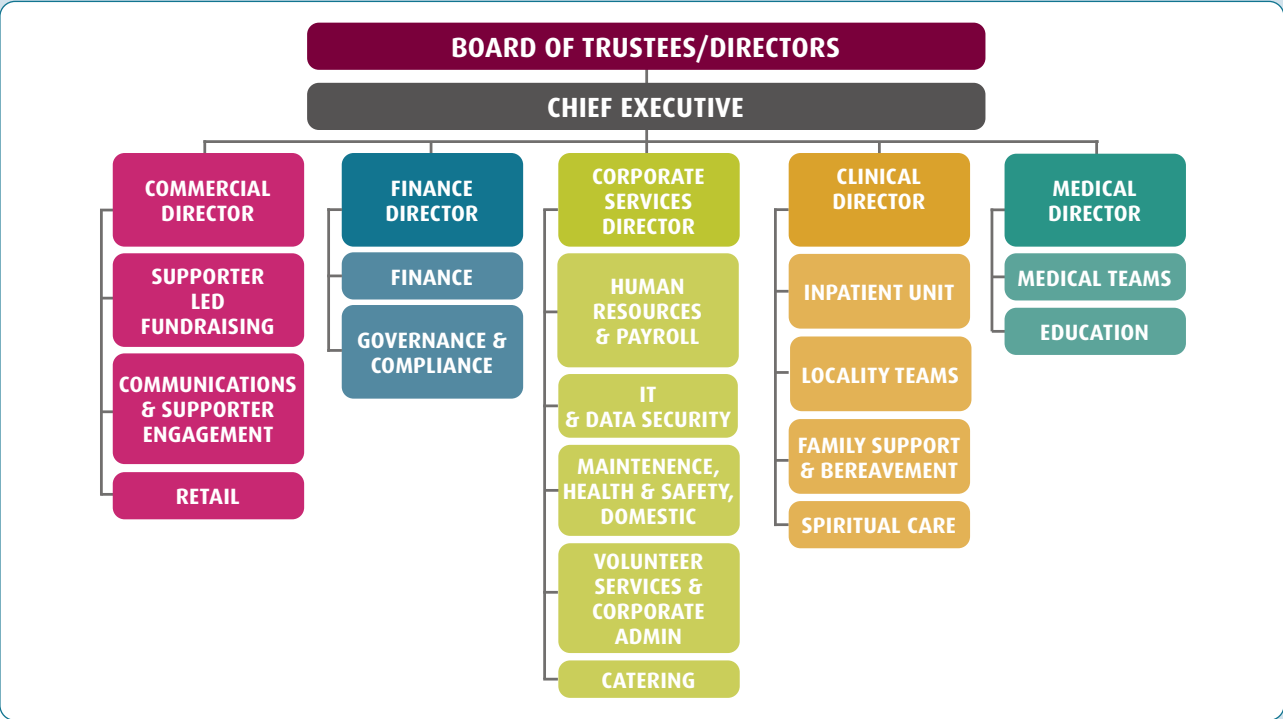 BOARD OF TRUSTEES/DIRECTORS
CHIEF EXECUTIVE
COMMERCIAL
DIRECTOR
SUPPORTER
LED
FUNDRAISING
COMMUNICATIONS
& SUPPORTER
ENGAGEMENT
RETAIL
FINANCE
DIRECTOR
FINANCE
GOVERNANCE &
COMPLIANCE
CORPORATE
SERVICES
DIRECTOR
HUMAN
RESOURCES
& PAYROLL
IT
& DATA SECURITY
MAINTENENCE,
HEALTH & SAFETY,
DOMESTIC
VOLUNTEER
SERVICES &
CORPORATE
ADMIN
CATERING
CLINICAL
DIRECTOR
INPATIENT UNIT
LOCALITY TEAMS
FAMILY SUPPORT
& BEREAVEMENT
SPIRITUAL CARE
MEDICAL
DIRECTOR
MEDICAL TEAMS
EDUCATION